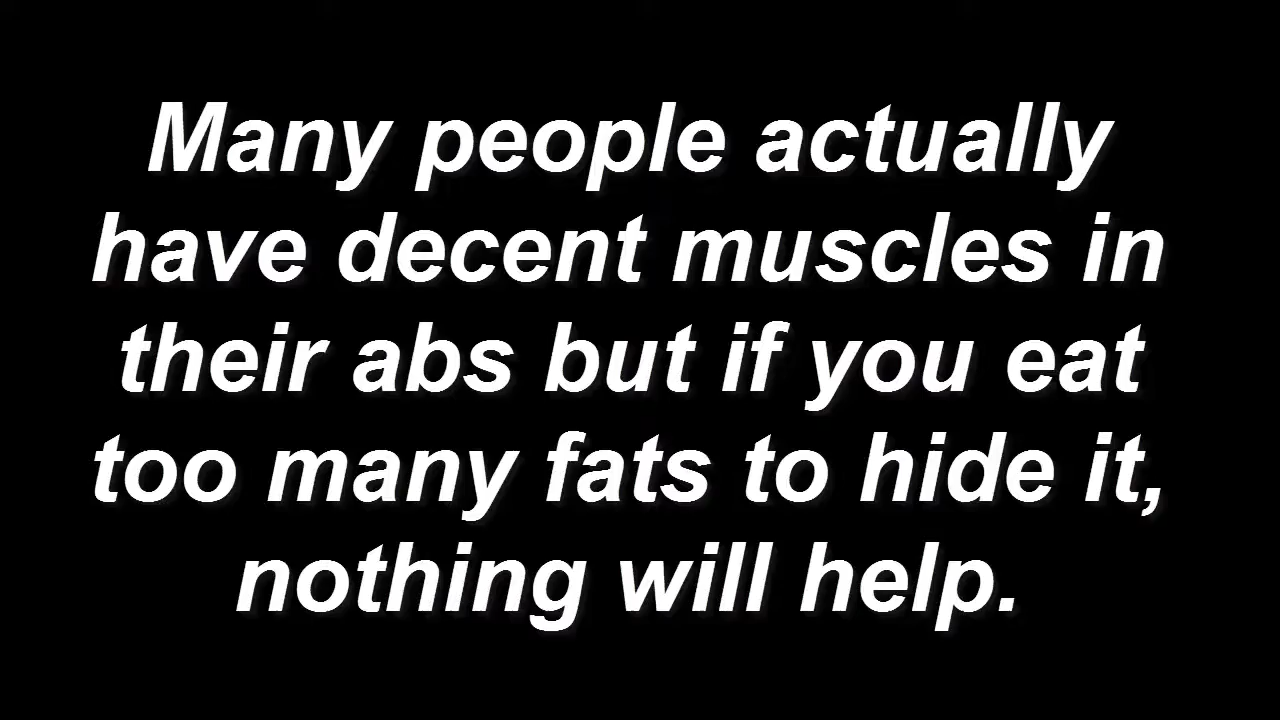 Many people actually
have decent muscles in
their abs but if you eat
too many fats to hide it,
nothing will help.